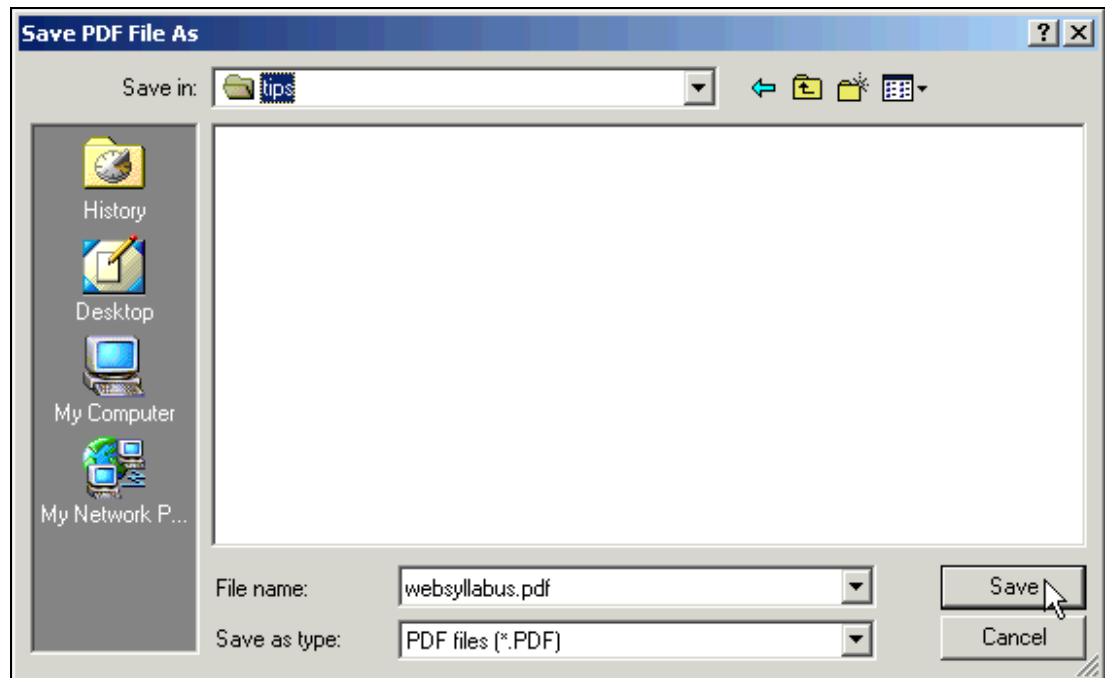 Save PDF File As
Save in: tips
History
Desktop
My Computer
My Network P...
File name: websyllabus.pdf Save
Save as type: PDF files (*.PDF) Cancel